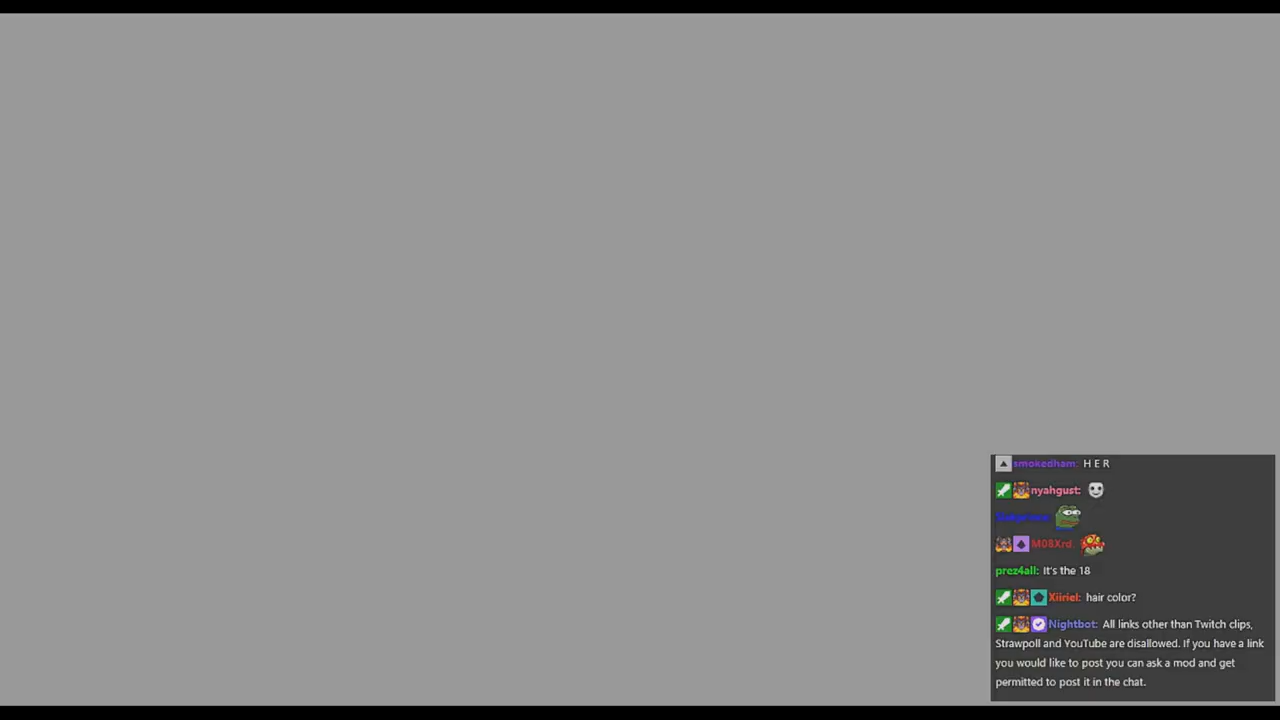 smokedham: H E R
nyahgust:
M08Xrd:
prez4all: It's the 18
Xiiriel: hair color?
Nightbot: All links other than Twitch clips,
Strawpoll and YouTube are disallowed. If you have a link
you would like to post you can ask a mod and get
permitted to post it in the chat.